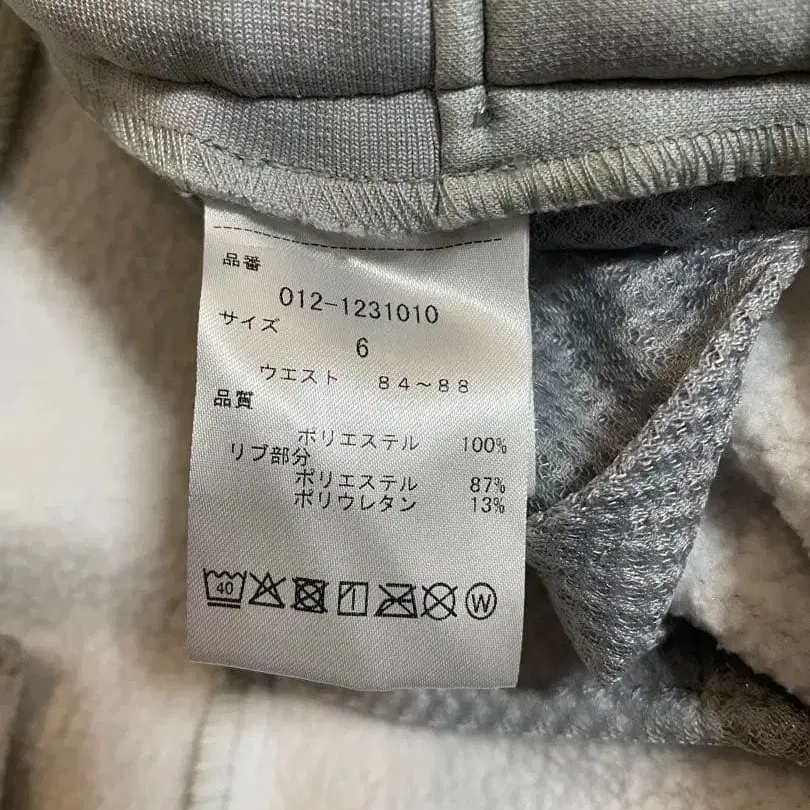 品番
012-1231010
サイズ
6
ウエスト 84～88
品質
ポリエステル 100%
リブ部分
ポリエステル 87%
ポリウレタン 13%
40
W